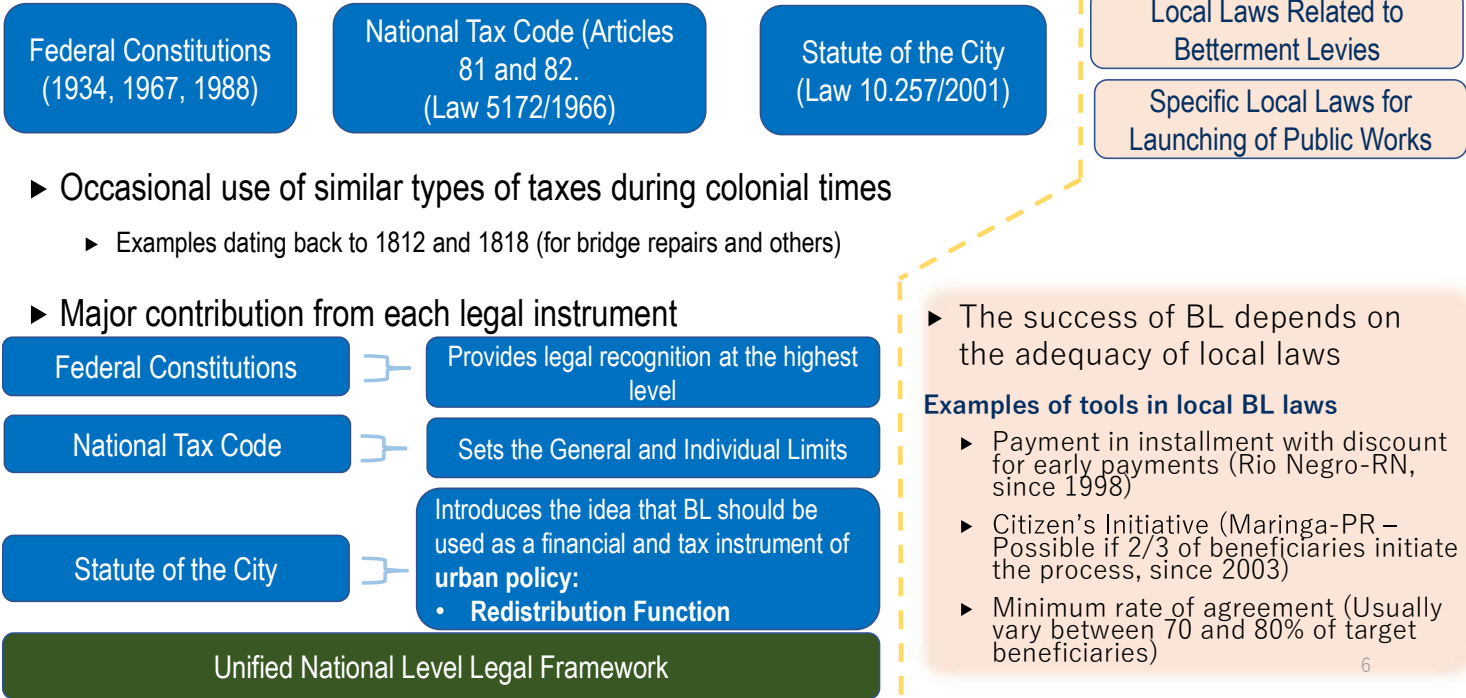 Federal Constitutions
(1934, 1967, 1988)
National Tax Code (Articles
81 and 82.
(Law 5172/1966)
Statute of the City
(Law 10.257/2001)
Local Laws Related to
Betterment Levies
Specific Local Laws for
Launching of Public Works
▶ Occasional use of similar types of taxes during colonial times
▶ Examples dating back to 1812 and 1818 (for bridge repairs and others)
▶ Major contribution from each legal instrument
Federal Constitutions
Provides legal recognition at the highest
level
National Tax Code
Sets the General and Individual Limits
Statute of the City
Introduces the idea that BL should be
used as a financial and tax instrument of
urban policy:
• Redistribution Function
Unified National Level Legal Framework
▶ The success of BL depends on
the adequacy of local laws
Examples of tools in local BL laws
▶ Payment in installment with discount
for early payments (Rio Negro-RN,
since 1998)
▶ Citizen’s Initiative (Maringa-PR –
Possible if 2/3 of beneficiaries initiate
the process, since 2003)
▶ Minimum rate of agreement (Usually
vary between 70 and 80% of target
beneficiaries)
6